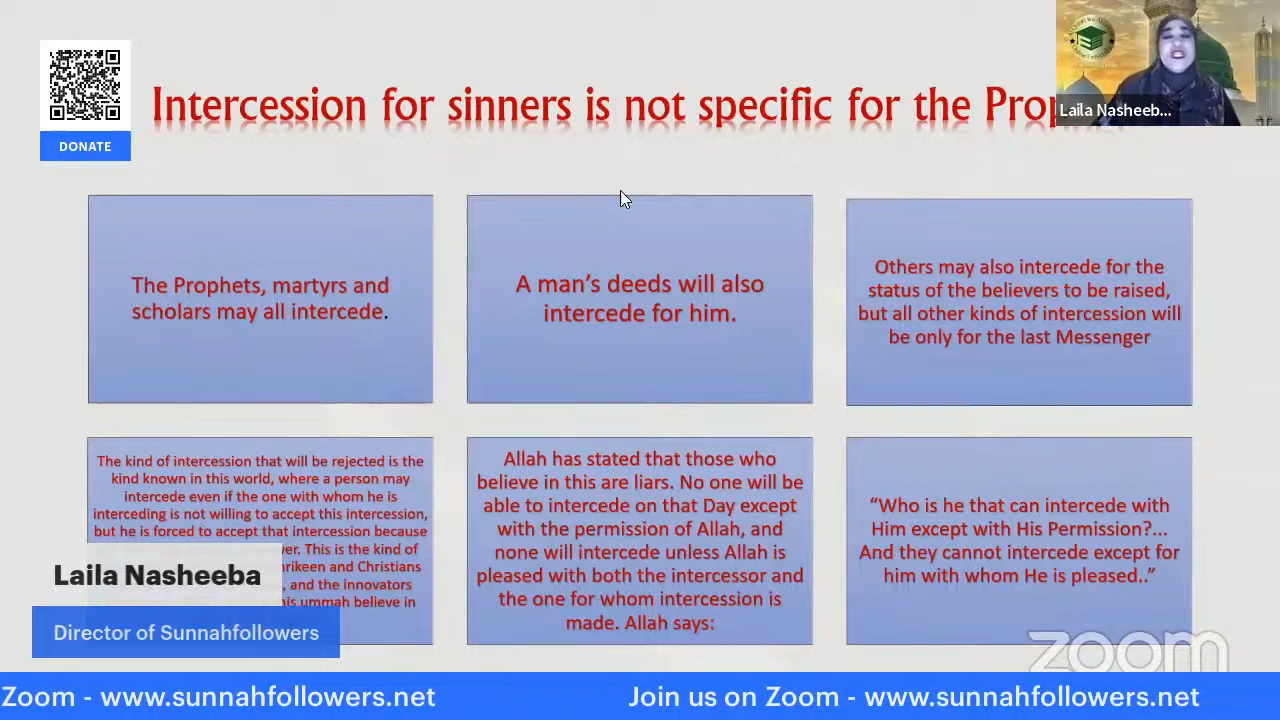 DONATE
Intercession for sinners is not specific for the
Laila Nasheeb...
The Prophets, martyrs and
scholars may all intercede.
A man’s deeds will also
intercede for him.
Others may also intercede for the
status of the believers to be raised,
but all other kinds of intercession will
be only for the last Messenger
The kind of intercession that will be rejected is the
kind known in this world, where a person may
intercede even if the one with whom he is
interceding is not willing to accept this intercession,
but he is forced to accept that intercession because
This is the kind of
and Christians
, and the innovators
ummah believe in
Allah has stated that those who
believe in this are liars. No one will be
able to intercede on that Day except
with the permission of Allah, and
none will intercede unless Allah is
pleased with both the intercessor and
the one for whom intercession is
made. Allah says:
“Who is he that can intercede with
Him except with His Permission?...
And they cannot intercede except for
him with whom He is pleased..”
Laila Nasheeba
Director of Sunnahfollowers
zoom
Zoom - www.sunnahfollowers.net
Join us on Zoom - www.sunnahfollowers.net